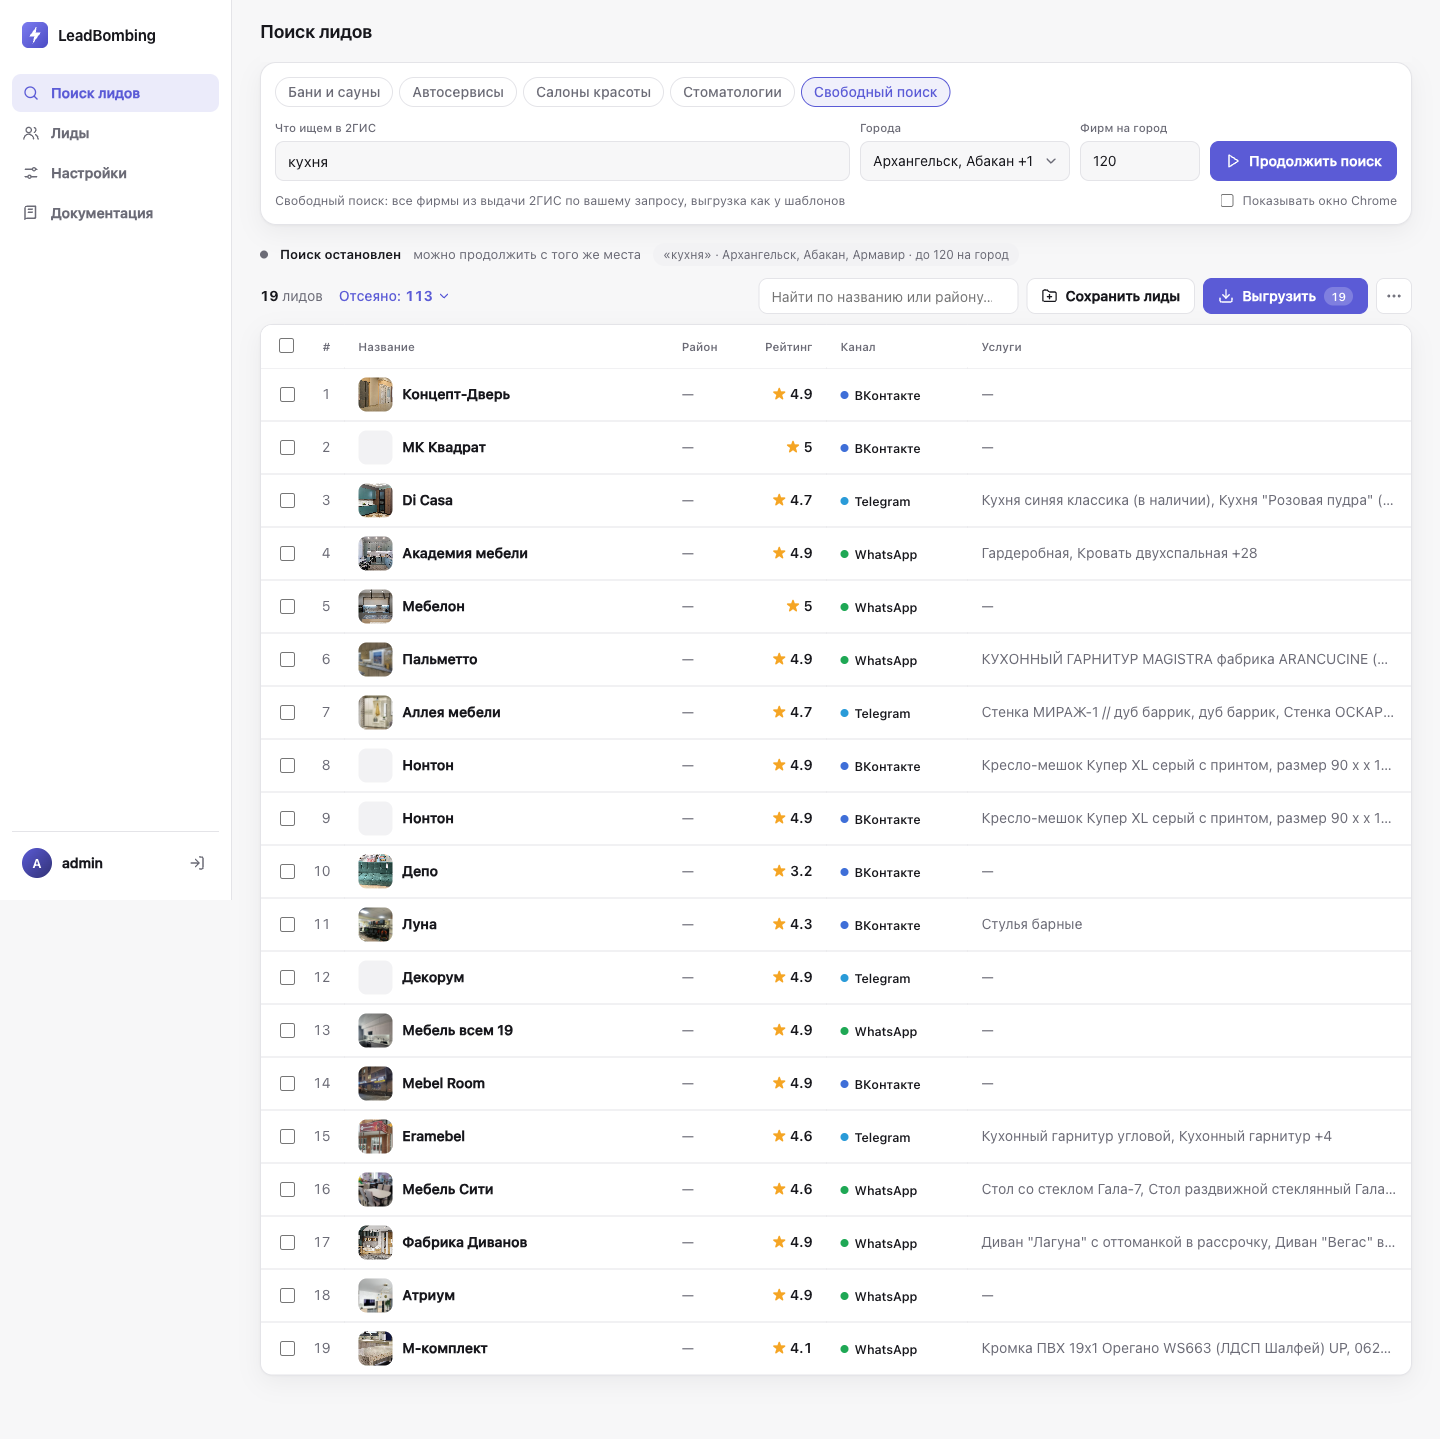 LeadBombing
Поиск лидов
Лиды
Настройки
Документация
A admin
Поиск лидов
Бани и сауны Автосервисы Салоны красоты Стоматологии Свободный поиск
Что ищем в 2ГИС Города Фирм на город
кухня Архангельск, Абакан +1 120 Продолжить поиск
Свободный поиск: все фирмы из выдачи 2ГИС по вашему запросу, выгрузка как у шаблонов Показывать окно Chrome
Поиск остановлен можно продолжить с того же места «кухня» · Архангельск, Абакан, Армавир · до 120 на город
19 лидов Отсеяно: 113 Найти по названию или району... Сохранить лиды Выгрузить 19
# Название Район Рейтинг Канал Услуги
1 Концепт-Дверь — 4.9 ВКонтакте —
2 МК Квадрат — 5 ВКонтакте —
3 Di Casa — 4.7 Telegram Кухня синяя классика (в наличии), Кухня "Розовая пудра" (...
4 Академия мебели — 4.9 WhatsApp Гардеробная, Кровать двухспальная +28
5 Мебелон — 5 WhatsApp —
6 Пальметто — 4.9 WhatsApp КУХОННЫЙ ГАРНИТУР MAGISTRA фабрика ARANCUCINE (...
7 Аллея мебели — 4.7 Telegram Стенка МИРАЖ-1 // дуб баррик, дуб баррик, Стенка ОСКАР...
8 Нонтон — 4.9 ВКонтакте Кресло-мешок Купер XL серый с принтом, размер 90 х х 1...
9 Нонтон — 4.9 ВКонтакте Кресло-мешок Купер XL серый с принтом, размер 90 х х 1...
10 Депо — 3.2 ВКонтакте —
11 Луна — 4.3 ВКонтакте Стулья барные
12 Декорум — 4.9 Telegram —
13 Мебель всем 19 — 4.9 WhatsApp —
14 Mebel Room — 4.9 ВКонтакте —
15 Eramebel — 4.6 Telegram Кухонный гарнитур угловой, Кухонный гарнитур +4
16 Мебель Сити — 4.6 WhatsApp Стол со стеклом Гала-7, Стол раздвижной стеклянный Гала...
17 Фабрика Диванов — 4.9 WhatsApp Диван "Лагуна" с оттоманкой в рассрочку, Диван "Вегас" в...
18 Атриум — 4.9 WhatsApp —
19 М-комплект — 4.1 WhatsApp Кромка ПВХ 19х1 Орегано WS663 (ЛДСП Шалфей) UP, 062...